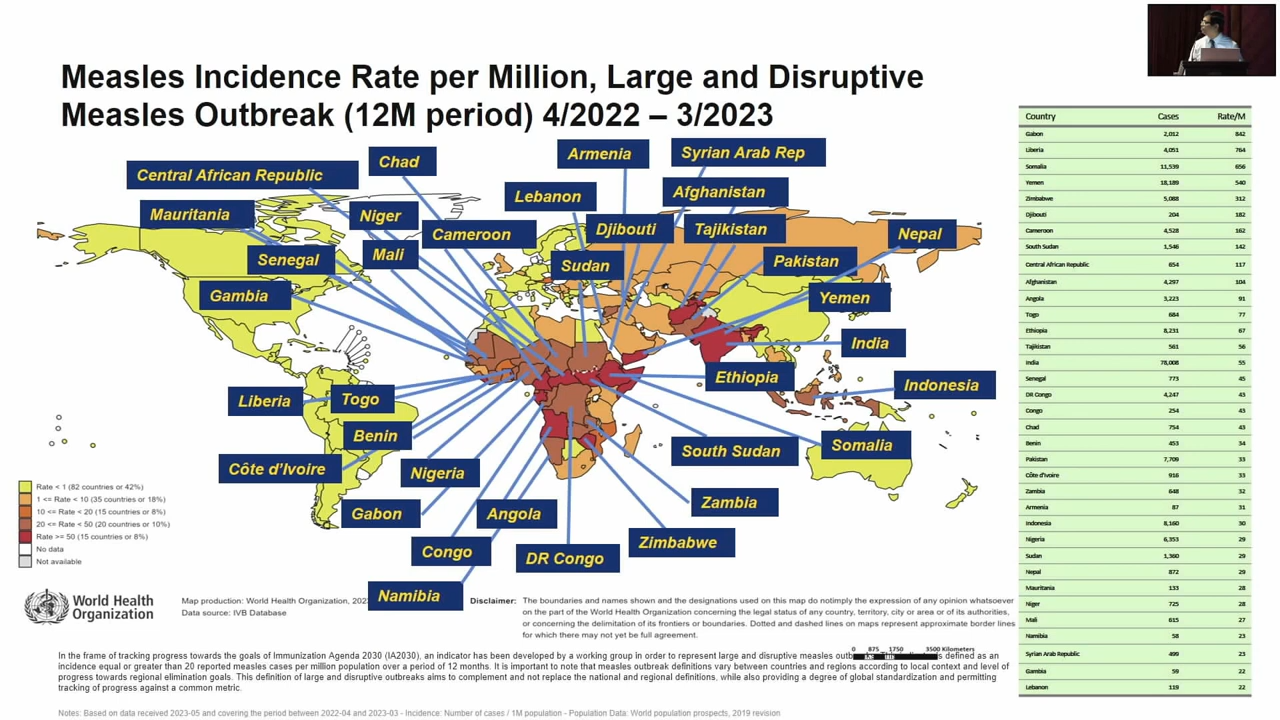 Measles Incidence Rate per Million, Large and Disruptive
Measles Outbreak (12M period) 4/2022 – 3/2023
Chad
Armenia
Syrian Arab Rep
Central African Republic
Lebanon
Afghanistan
Mauritania
Niger
Cameroon
Djibouti
Tajikistan
Nepal
Senegal
Mali
Sudan
Pakistan
Gambia
Yemen
India
Ethiopia
Indonesia
Liberia
Togo
Benin
South Sudan
Somalia
Côte d'Ivoire
Nigeria
Zambia
Gabon
Angola
Zimbabwe
Congo
DR Congo
Namibia
Rate < 1 (82 countries or 42%)
1 <= Rate < 10 (35 countries or 18%)
10 <= Rate < 20 (15 countries or 8%)
20 <= Rate < 50 (20 countries or 10%)
Rate >= 50 (15 countries or 8%)
No data
Not available
World Health
Organization
Map production: World Health Organization,
Data source: IVB Database
Disclaimer: The boundaries and names shown and the designations used on this map do notimply the expression of any opinion whatsoever
on the part of the World Health Organization concerning the legal status of any country, territory, city or area or of its authorities,
or concerning the delimitation of its frontiers or boundaries. Dotted and dashed lines on maps represent approximate border lines
for which there may not yet be full agreement.
0 875 1750 3500 Kilometers
In the frame of tracking progress towards the goals of Immunization Agenda 2030 (IA2030), an indicator has been developed by a working group in order to represent large and disruptive measles defined as an
incidence equal or greater than 20 reported measles cases per million population over a period of 12 months. It is important to note that measles outbreak definitions vary between countries and regions according to local context and level of
progress towards regional elimination goals. This definition of large and disruptive outbreaks aims to complement and not replace the national and regional definitions, while also providing a degree of global standardization and permitting
tracking of progress against a common metric.
Notes: Based on data received 2023-05 and covering the period between 2022-04 and 2023-03 - Incidence: Number of cases / 1M population - Population Data: World population prospects, 2019 revision
Country Cases Rate/M
Gabon 2,012 842
Liberia 4,051 764
Somalia 11,539 656
Yemen 18,189 540
Zimbabwe 5,088 312
Djibouti 204 182
Cameroon 4,528 162
South Sudan 1,546 142
Central African Republic 654 117
Afghanistan 4,297 104
Angola 3,223 91
Togo 684 77
Ethiopia 8,231 67
Tajikistan 561 56
India 78,008 55
Senegal 773 45
DR Congo 4,247 43
Congo 254 43
Chad 754 43
Benin 453 34
Pakistan 7,709 33
Côte d'Ivoire 916 33
Zambia 648 32
Armenia 87 31
Indonesia 8,160 30
Nigeria 6,353 29
Sudan 1,360 29
Nepal 872 29
Mauritania 133 28
Niger 725 28
Mali 615 27
Namibia 58 23
Syrian Arab Republic 499 23
Gambia 59 22
Lebanon 119 22